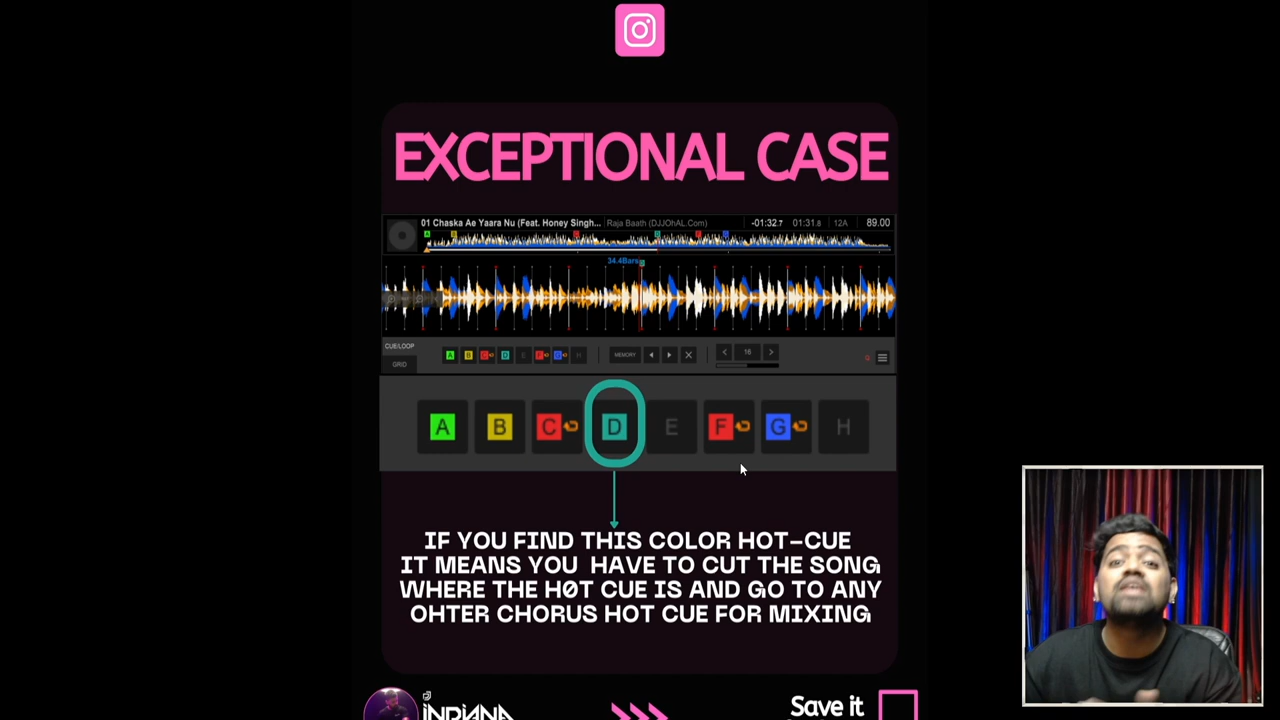 EXCEPTIONAL CASE
01 Chaska Ae Yaara Nu (Feat. Honey Singh... Raja Baath (DJJOhAL.Com) -01:32.7 01:31.8 12A 89.00
34.4Bars
CUE/LOOP
GRID
A B C D E F G H MEMORY 16
A B C D E F G H
IF YOU FIND THIS COLOR HOT-CUE
IT MEANS YOU HAVE TO CUT THE SONG
WHERE THE HØT CUE IS AND GO TO ANY
OHTER CHORUS HOT CUE FOR MIXING
DJ
INDIANA
Save it